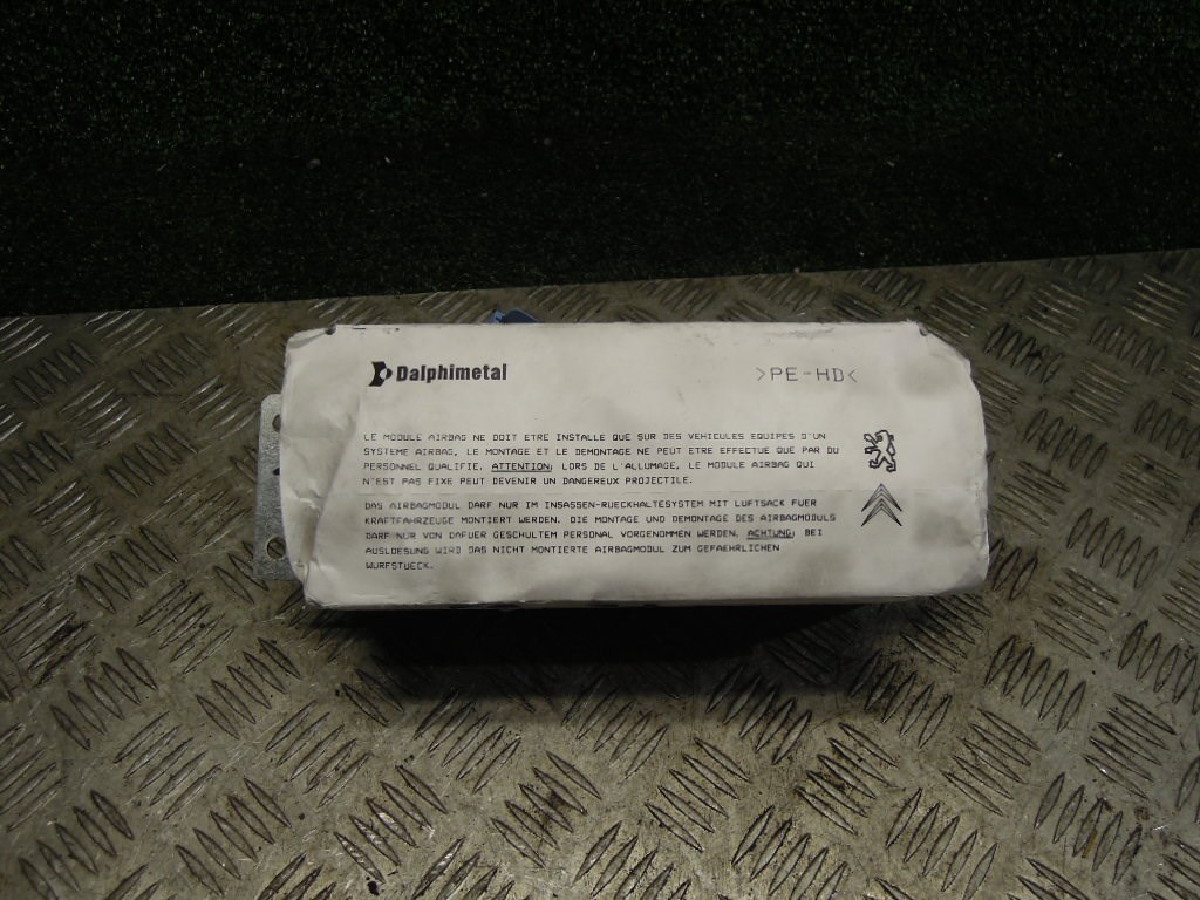 Dalphimetal
>PE-HD<
LE MODULE AIRBAG NE DOIT ETRE INSTALLE QUE SUR DES VEHICULES EQUIPES D'UN
SYSTEME AIRBAG. LE MONTAGE ET LE DEMONTAGE NE PEUT ETRE EFFECTUE QUE PAR DU
PERSONNEL QUALIFIE. ATTENTION: LORS DE L'ALLUMAGE, LE MODULE AIRBAG QUI
N'EST PAS FIXE PEUT DEVENIR UN DANGEREUX PROJECTILE.
DAS AIRBAGMODUL DARF NUR IM INSASSEN-RUECKHALTESYSTEM MIT LUFTSACK FUER
KRAFTFAHRZEUGE MONTIERT WERDEN. DIE MONTAGE UND DEMONTAGE DES AIRBAGMODULS
DARF NUR VON DAFUER GESCHULTEM PERSONAL VORGENOMMEN WERDEN. ACHTUNG: BEI
AUSLOESUNG WIRD DAS NICHT MONTIERTE AIRBAGMODUL ZUM GEFAEHRLICHEN
WURFSTUECK.